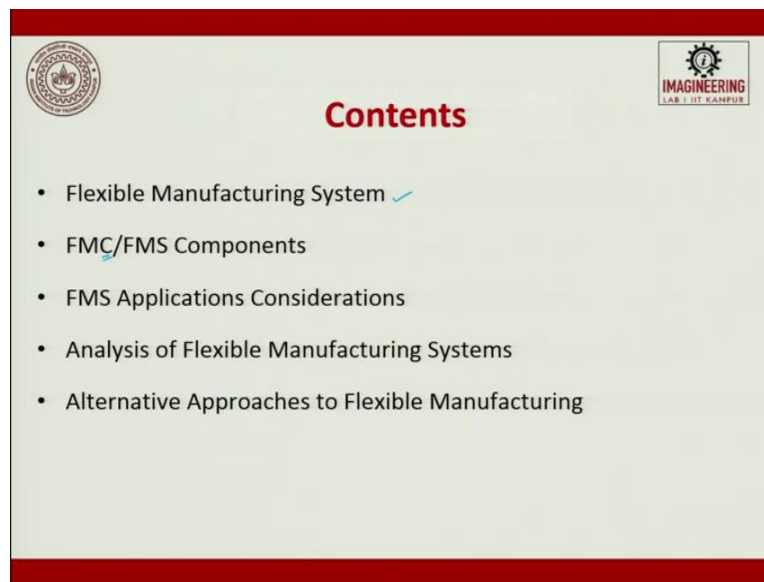 IMAGINEERING
LAB | IIT KANPUR
Contents
• Flexible Manufacturing System
• FMC/FMS Components
• FMS Applications Considerations
• Analysis of Flexible Manufacturing Systems
• Alternative Approaches to Flexible Manufacturing